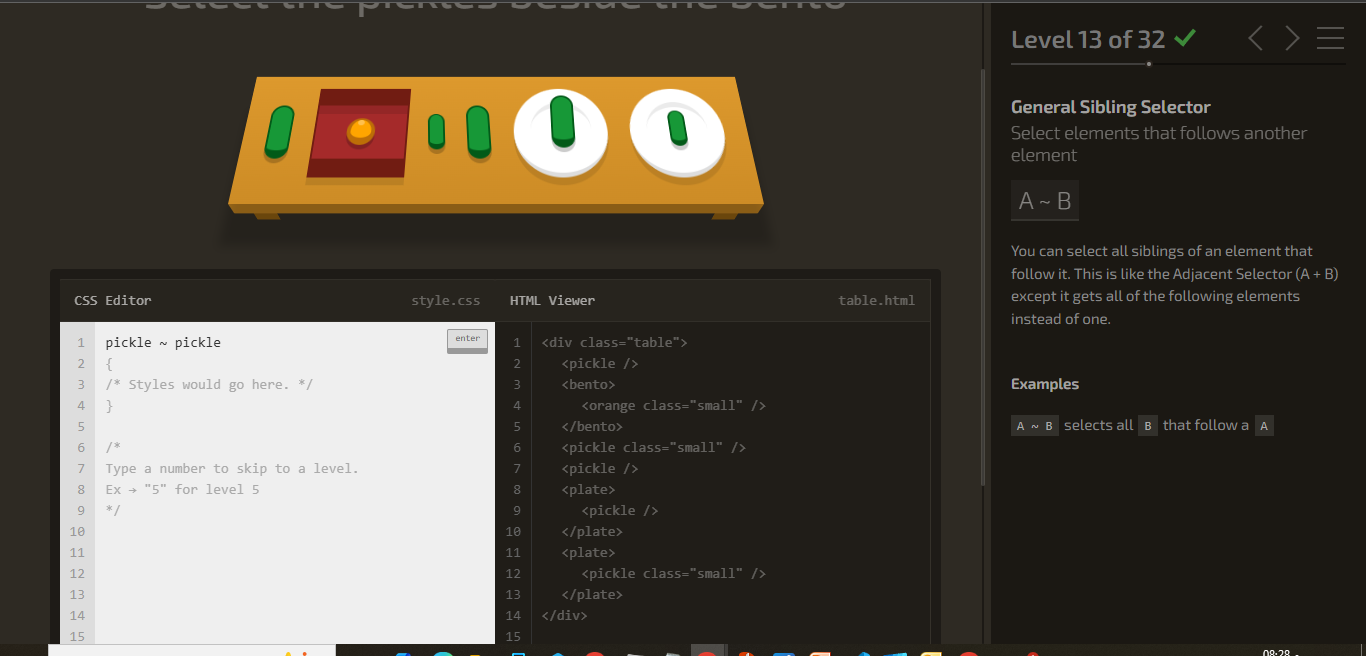 Select the pickles beside the bento
Level 13 of 32
General Sibling Selector
Select elements that follows another
element
A ~ B
You can select all siblings of an element that
follow it. This is like the Adjacent Selector (A + B)
except it gets all of the following elements
instead of one.
Examples
A ~ B selects all B that follow a A
CSS Editor style.css
enter
1 pickle ~ pickle
2 {
3 /* Styles would go here. */
4 }
5
6 /*
7 Type a number to skip to a level.
8 Ex → "5" for level 5
9 */
10
11
12
13
14
15
HTML Viewer table.html
1 <div class="table">
2 <pickle />
3 <bento>
4 <orange class="small" />
5 </bento>
6 <pickle class="small" />
7 <pickle />
8 <plate>
9 <pickle />
10 </plate>
11 <plate>
12 <pickle class="small" />
13 </plate>
14 </div>
15
08:28